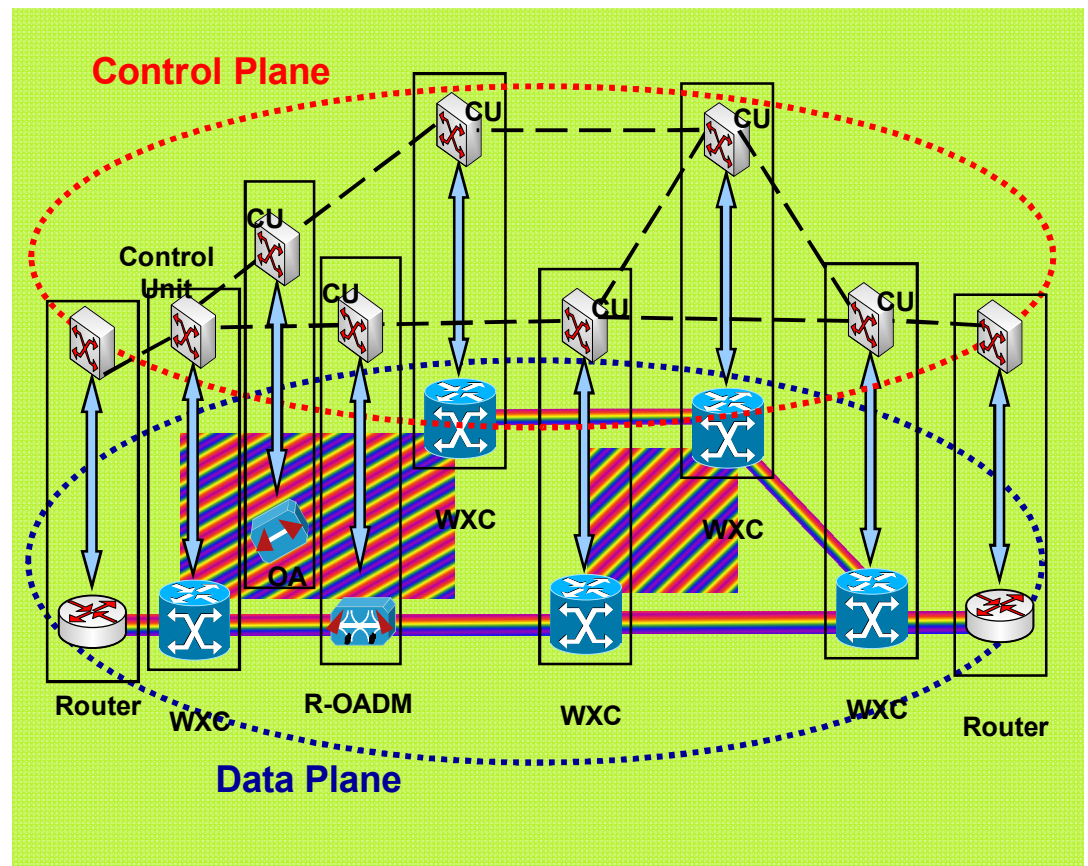 Control Plane
CU
CU
CU
Control
Unit
CU
CU
CU
WXC
WXC
OA
Router
WXC
R-OADM
WXC
WXC
Router
Data Plane